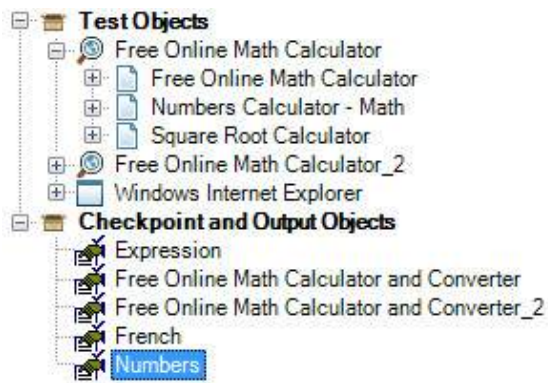 Test Objects
Free Online Math Calculator
Free Online Math Calculator
Numbers Calculator - Math
Square Root Calculator
Free Online Math Calculator_2
Windows Internet Explorer
Checkpoint and Output Objects
Expression
Free Online Math Calculator and Converter
Free Online Math Calculator and Converter_2
French
Numbers